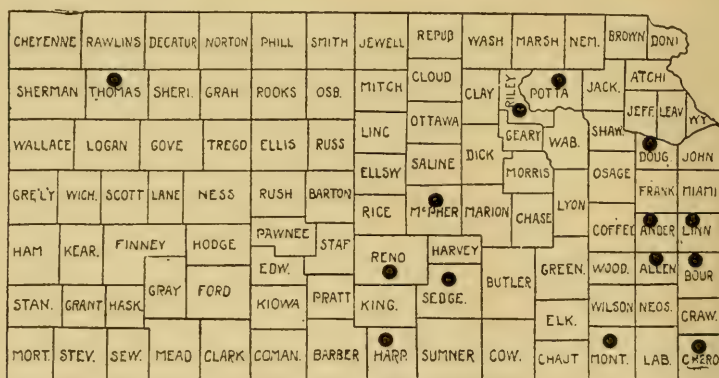 CHEYENNE RAWLINS DECATUR NORTON PHILL SMITH JEWELL REPUB WASH MARSH NEM. BROWN DONI
SHERMAN THOMAS SHERI. GRAH ROOKS OSB. MITCH CLOUD CLAY RILEY POTTA JACK. ATCHI
JEFF. LEAV WY.
WALLACE LOGAN GOVE TREGO ELLIS RUSS LINC OTTAWA GEARY WAB. SHAW. DOUG. JOHN
ELLSW SALINE DICK MORRIS OSAGE
GRE'LY WICH. SCOTT LANE NESS RUSH BARTON RICE McPHER MARION CHASE LYON FRANK MIAMI
COFFEE ANDER LINN
HAM KEAR. FINNEY HODGE PAWNEE STAF RENO HARVEY
EDW. BUTLER GREEN. WOOD. ALLEN BOUR
STAN. GRANT HASK. GRAY FORD KIOWA PRATT KING. SEDGE. ELK. WILSON NEOS. CRAW.
MORT. STEV. SEW. MEAD CLARK COMAN. BARBER HARP. SUMNER COW. CHAUT MONT. LAB. CHERO